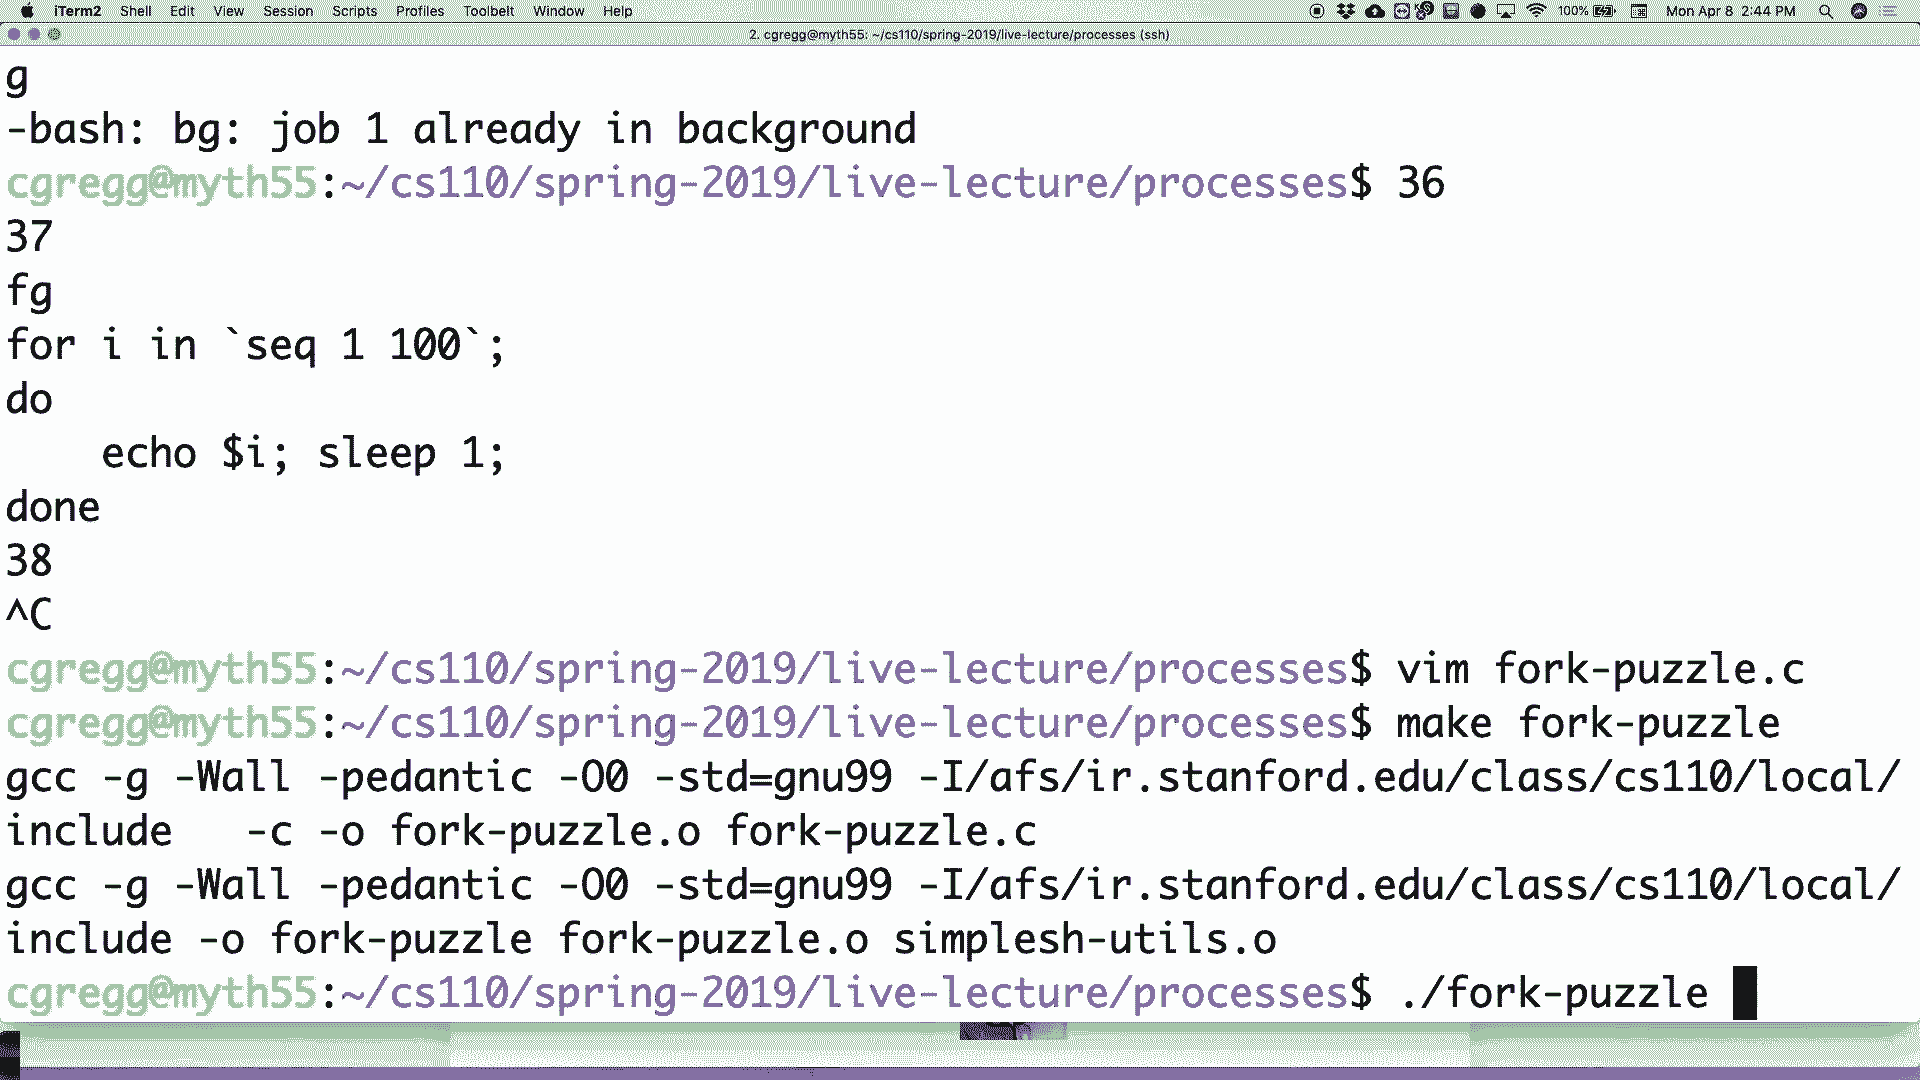 iTerm2 Shell Edit View Session Scripts Profiles Toolbelt Window Help 100% Mon Apr 8 2:44 PM
2. cgregg@myth55: ~/cs110/spring-2019/live-lecture/processes (ssh)
g
-bash: bg: job 1 already in background
cgregg@myth55:~/cs110/spring-2019/live-lecture/processes$ 36
37
fg
for i in `seq 1 100`;
do
    echo $i; sleep 1;
done
38
^C
cgregg@myth55:~/cs110/spring-2019/live-lecture/processes$ vim fork-puzzle.c
cgregg@myth55:~/cs110/spring-2019/live-lecture/processes$ make fork-puzzle
gcc -g -Wall -pedantic -O0 -std=gnu99 -I/afs/ir.stanford.edu/class/cs110/local/
include   -c -o fork-puzzle.o fork-puzzle.c
gcc -g -Wall -pedantic -O0 -std=gnu99 -I/afs/ir.stanford.edu/class/cs110/local/
include -o fork-puzzle fork-puzzle.o simplesh-utils.o
cgregg@myth55:~/cs110/spring-2019/live-lecture/processes$ ./fork-puzzle